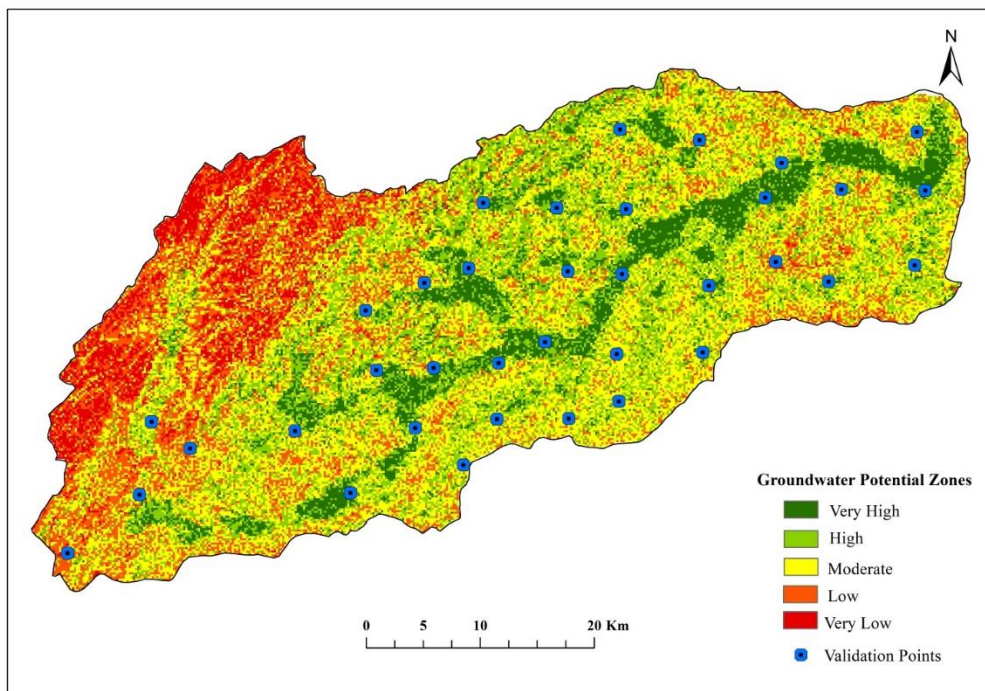 N
Groundwater Potential Zones
Very High
High
Moderate
Low
Very Low
Validation Points
0 5 10 20 Km